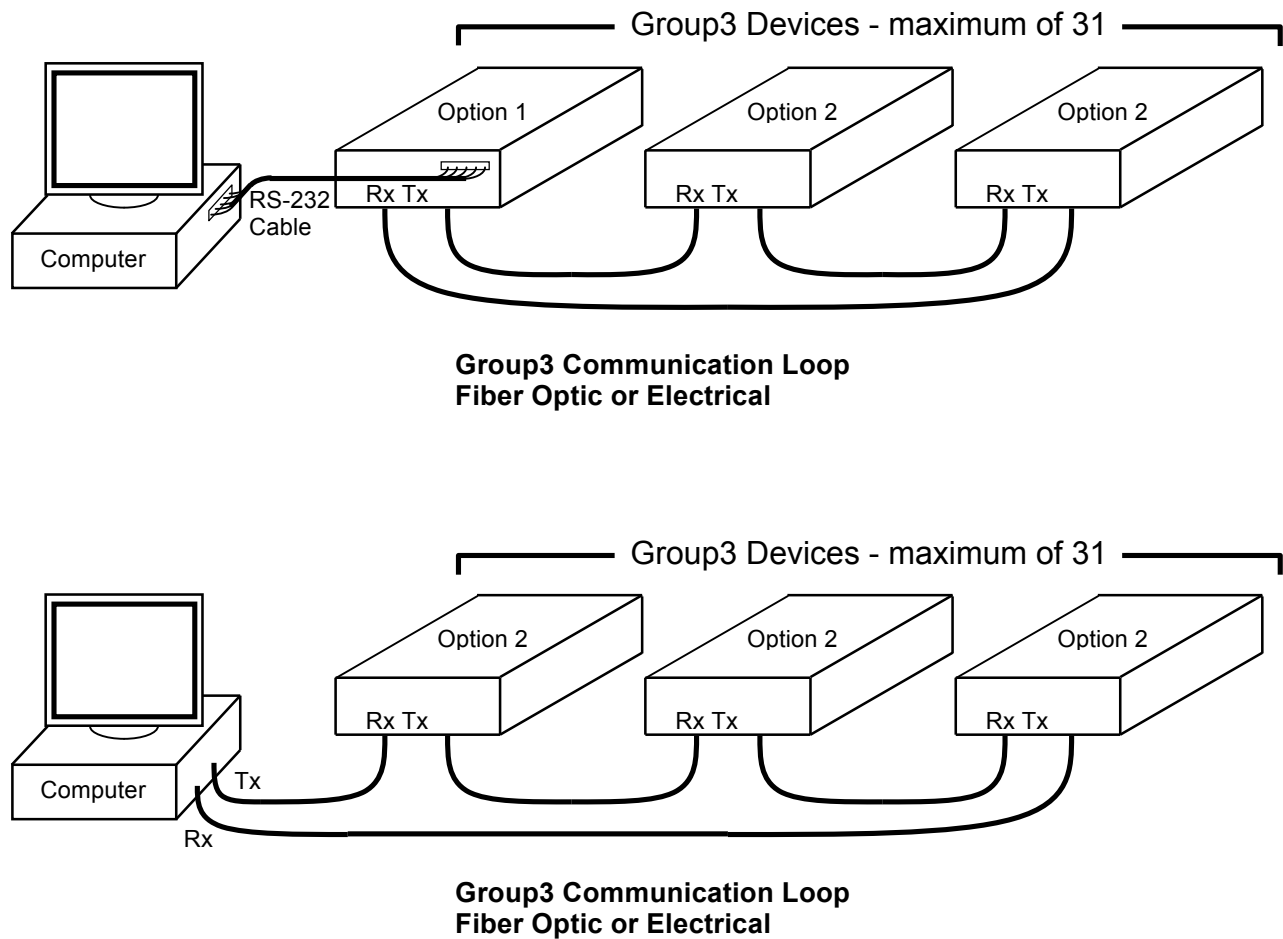 Group3 Devices - maximum of 31
Option 1
Option 2
Option 2
Rx Tx
Rx Tx
Rx Tx
RS-232
Cable
Computer
Group3 Communication Loop
Fiber Optic or Electrical
Group3 Devices - maximum of 31
Option 2
Option 2
Option 2
Rx Tx
Rx Tx
Rx Tx
Computer
Tx
Rx
Group3 Communication Loop
Fiber Optic or Electrical